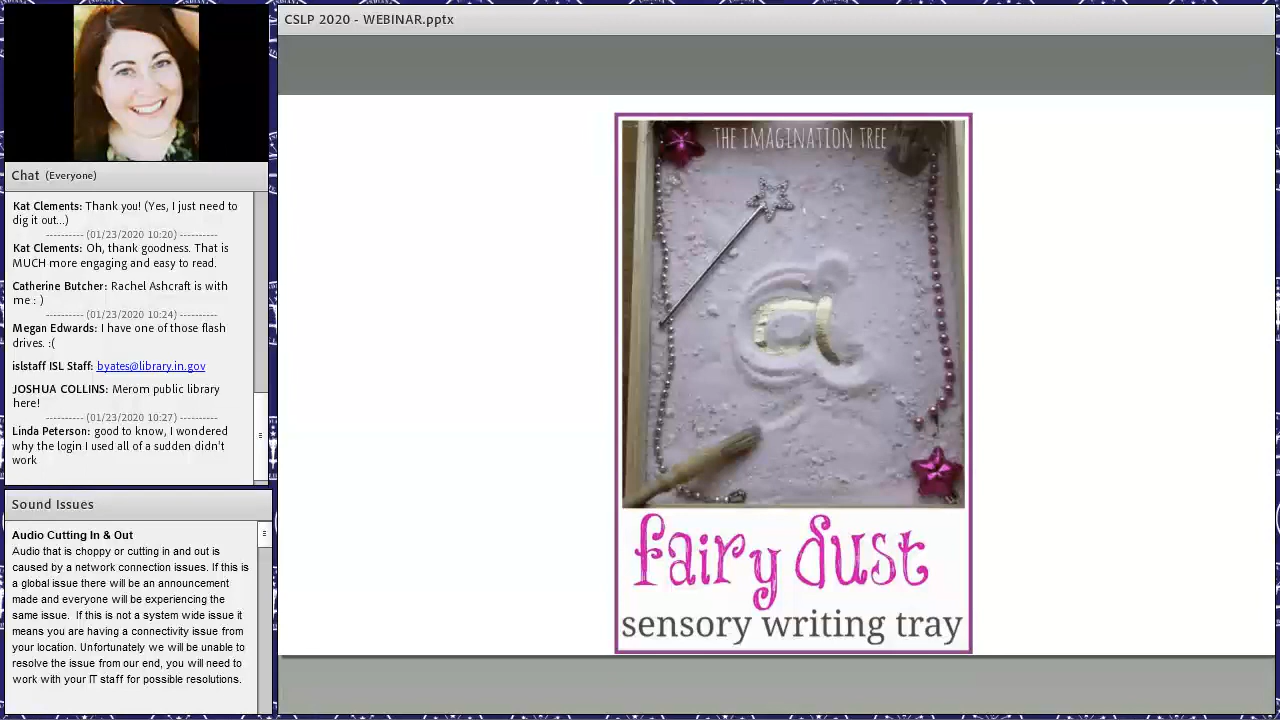 CSLP 2020 - WEBINAR.pptx
Chat (Everyone)
Kat Clements: Thank you! (Yes, I just need to
dig it out...)
---------- (01/23/2020 10:20) ----------
Kat Clements: Oh, thank goodness. That is
MUCH more engaging and easy to read.
Catherine Butcher: Rachel Ashcraft is with
me : )
---------- (01/23/2020 10:24) ----------
Megan Edwards: I have one of those flash
drives. :(
islstaff ISL Staff: byates@library.in.gov
JOSHUA COLLINS: Merom public library
here!
---------- (01/23/2020 10:27) ----------
Linda Peterson: good to know, I wondered
why the login I used all of a sudden didn't
work
Sound Issues
Audio Cutting In & Out
Audio that is choppy or cutting in and out is
caused by a network connection issues. If this is
a global issue there will be an announcement
made and everyone will be experiencing the
same issue. If this is not a system wide issue it
means you are having a connectivity issue from
your location. Unfortunately we will be unable to
resolve the issue from our end, you will need to
work with your IT staff for possible resolutions.
THE IMAGINATION TREE
a
fairy dust
sensory writing tray